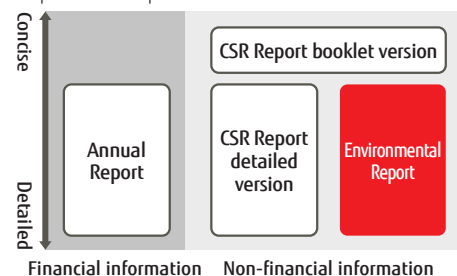 Concise
Detailed
CSR Report booklet version
Annual
Report
CSR Report
detailed
version
Environmental
Report
Financial information
Non-financial information